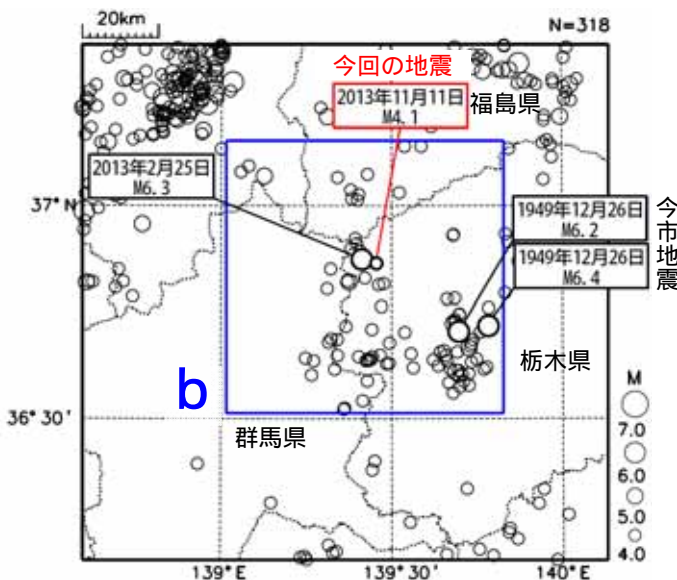 20km
N=318
今回の地震
2013年11月11日
M4.1
福島県
2013年2月25日
M6.3
37°N
1949年12月26日
M6.2
1949年12月26日
M6.4
今市地震
栃木県
b
36°30'
群馬県
M
7.0
6.0
5.0
4.0
139°E
139°30'
140°E